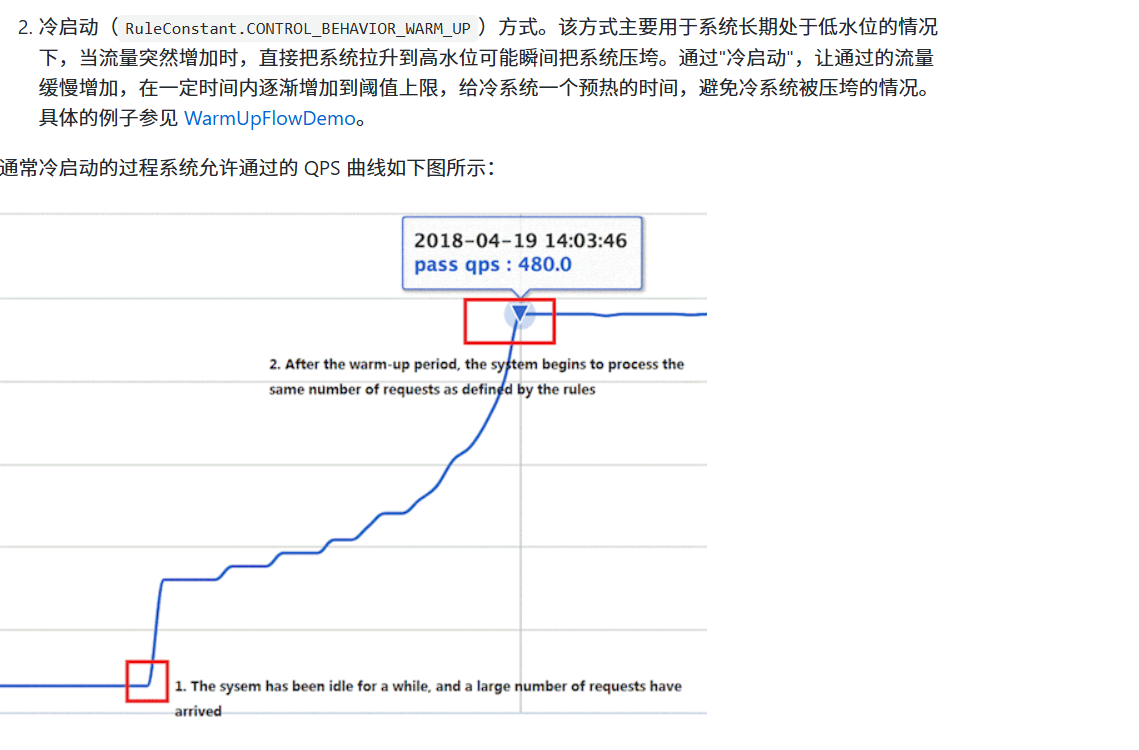 2. 冷启动（ RuleConstant.CONTROL_BEHAVIOR_WARM_UP ）方式。该方式主要用于系统长期处于低水位的情况
下，当流量突然增加时，直接把系统拉升到高水位可能瞬间把系统压垮。通过"冷启动"，让通过的流量
缓慢增加，在一定时间内逐渐增加到阈值上限，给冷系统一个预热的时间，避免冷系统被压垮的情况。
具体的例子参见 WarmUpFlowDemo。
通常冷启动的过程系统允许通过的 QPS 曲线如下图所示：
2018-04-19 14:03:46
pass qps : 480.0
2. After the warm-up period, the system begins to process the
same number of requests as defined by the rules
1. The sysem has been idle for a while, and a large number of requests have
arrived